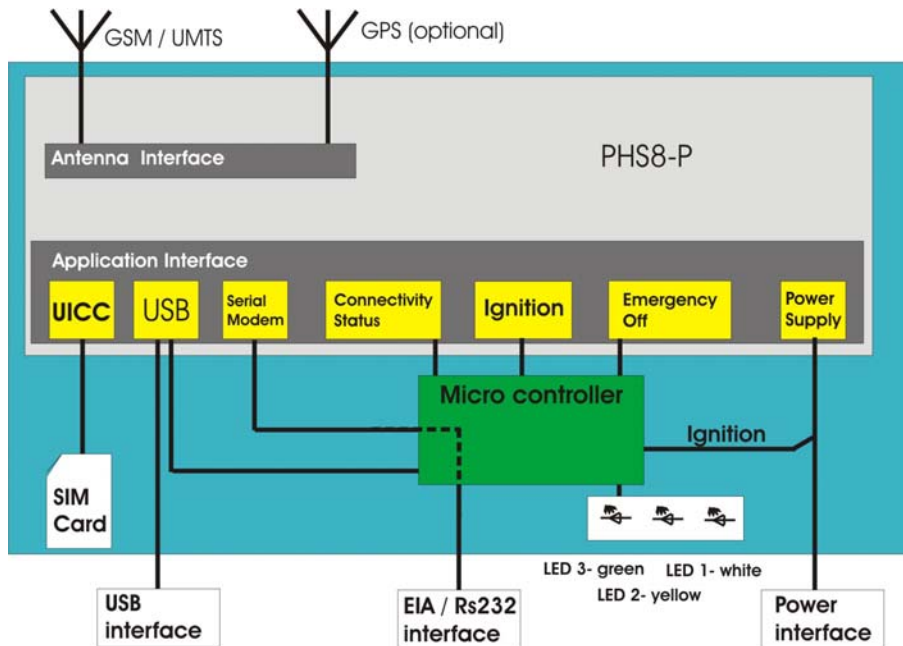 GSM / UMTS
GPS (optional)
Antenna Interface
PHS8-P
Application Interface
UICC
USB
Serial
Modem
Connectivity
Status
Ignition
Emergency
Off
Power
Supply
Micro controller
Ignition
SIM
Card
LED 3- green
LED 1- white
LED 2- yellow
USB
interface
EIA / Rs232
interface
Power
interface